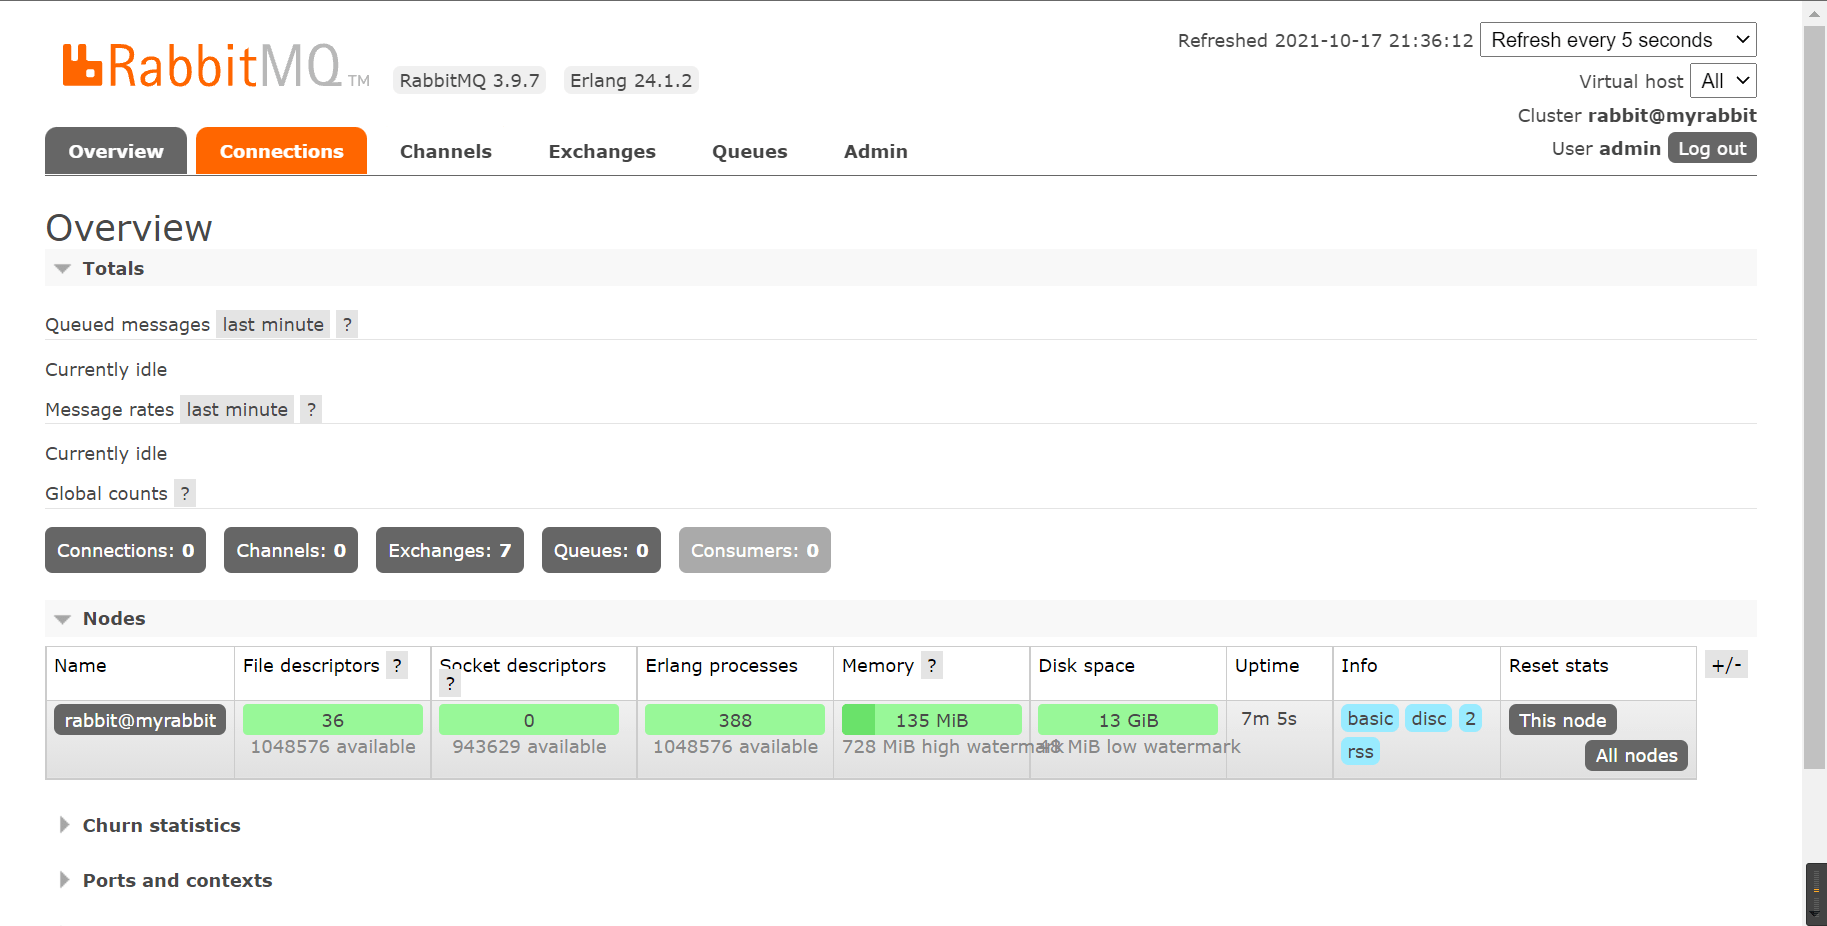 Refreshed 2021-10-17 21:36:12 Refresh every 5 seconds
RabbitMQ TM RabbitMQ 3.9.7 Erlang 24.1.2
Virtual host All
Cluster rabbit@myrabbit
User admin Log out
Overview Connections Channels Exchanges Queues Admin
Overview
Totals
Queued messages last minute ?
Currently idle
Message rates last minute ?
Currently idle
Global counts ?
Connections: 0 Channels: 0 Exchanges: 7 Queues: 0 Consumers: 0
Nodes
Name File descriptors ? Socket descriptors ? Erlang processes Memory ? Disk space Uptime Info Reset stats +/-
rabbit@myrabbit 36 0 388 135 MiB 13 GiB 7m 5s basic disc 2 This node
1048576 available 943629 available 1048576 available 728 MiB high watermark 48 MiB low watermark rss All nodes
Churn statistics
Ports and contexts